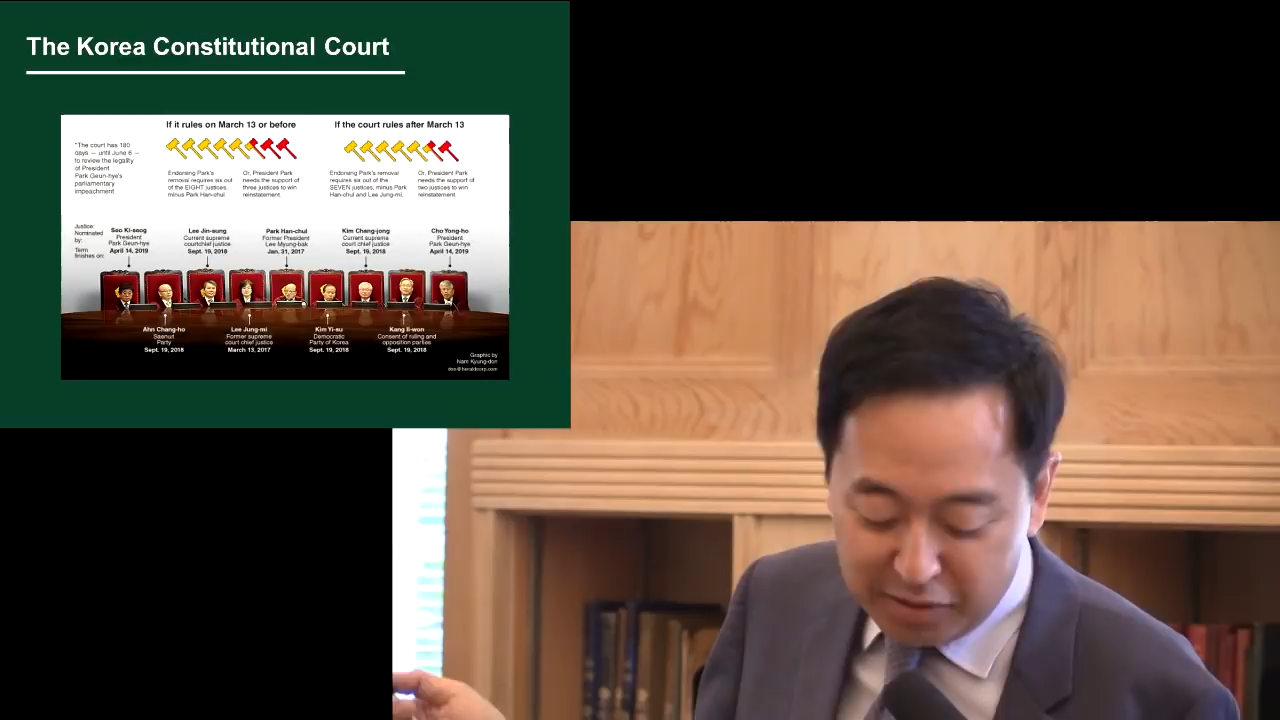 The Korea Constitutional Court
If it rules on March 13 or before
If the court rules after March 13
"The court has 180
days — until June 6 —
to review the legality
of President
Park Geun-hye's
parliamentary
impeachment
Endorsing Park's
removal requires six out
of the EIGHT justices,
minus Park Han-chul.
Or, President Park
needs the support of
three justices to win
reinstatement.
Endorsing Park's removal
requires six out of the
SEVEN justices, minus Park
Han-chul and Lee Jung-mi.
Or, President Park
needs the support of
two justices to win
reinstatement.
Justice:
Nominated
by:
Term
finishes on:
Seo Ki-seog
President
Park Geun-hye
April 14, 2019
Lee Jin-sung
Current supreme
courtchief justice
Sept. 19, 2018
Park Han-chul
Former President
Lee Myung-bak
Jan. 31, 2017
Kim Chang-jong
Current supreme
court chief justice
Sept. 19, 2018
Cho Yong-ho
President
Park Geun-hye
April 14, 2019
Ahn Chang-ho
Saenuri
Party
Sept. 19, 2018
Lee Jung-mi
Former supreme
court chief justice
March 13, 2017
Kim Yi-su
Democratic
Party of Korea
Sept. 19, 2018
Kang Il-won
Consent of ruling and
opposition parties
Sept. 19, 2018
Graphic by
Nam Kyung-don